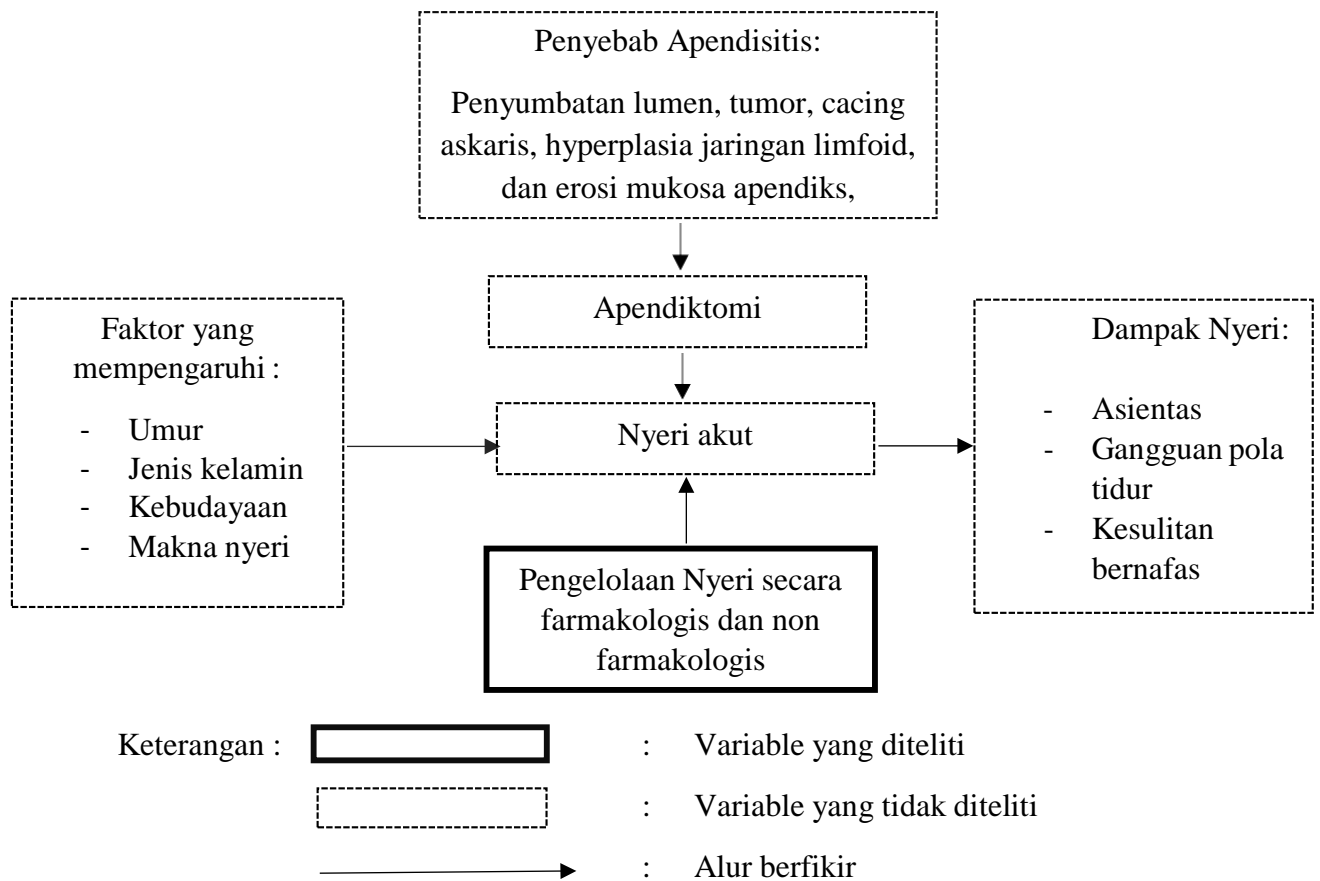 Penyebab Apendisitis:
Penyumbatan lumen, tumor, cacing
askaris, hyperplasia jaringan limfoid,
dan erosi mukosa apendiks,
Apendiktomi
Faktor yang
mempengaruhi :
- Umur
- Jenis kelamin
- Kebudayaan
- Makna nyeri
Nyeri akut
Dampak Nyeri:
- Asientas
- Gangguan pola
tidur
- Kesulitan
bernafas
Pengelolaan Nyeri secara
farmakologis dan non
farmakologis
Keterangan : : Variable yang diteliti
: Variable yang tidak diteliti
: Alur berfikir